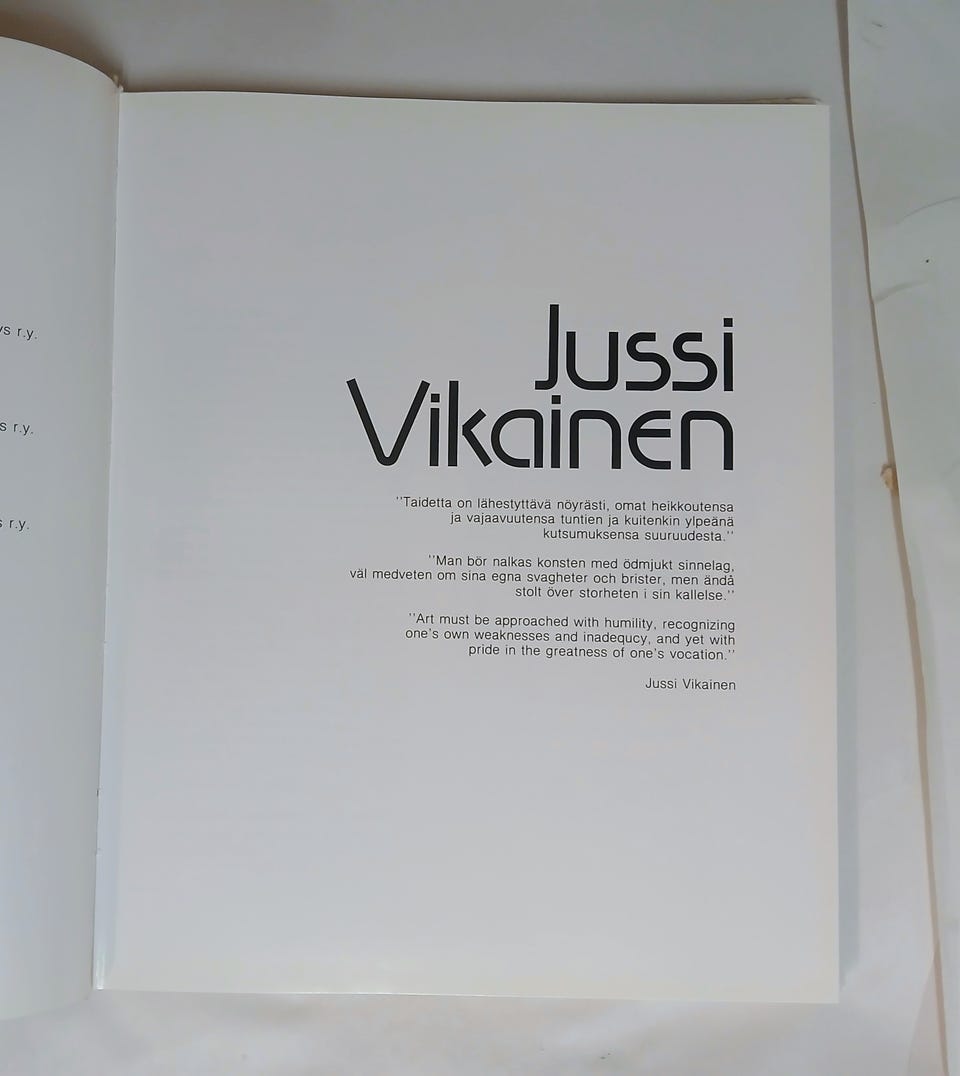 ys r.y.
s r.y.
s r.y.
Jussi
Vikainen
''Taidetta on lähestyttävä nöyrästi, omat heikkoutensa
ja vajaavuutensa tuntien ja kuitenkin ylpeänä
kutsumuksensa suuruudesta.''
''Man bör nalkas konsten med ödmjukt sinnelag,
väl medveten om sina egna svagheter och brister, men ändå
stolt över storheten i sin kallelse.''
''Art must be approached with humility, recognizing
one's own weaknesses and inadequcy, and yet with
pride in the greatness of one's vocation.''
Jussi Vikainen